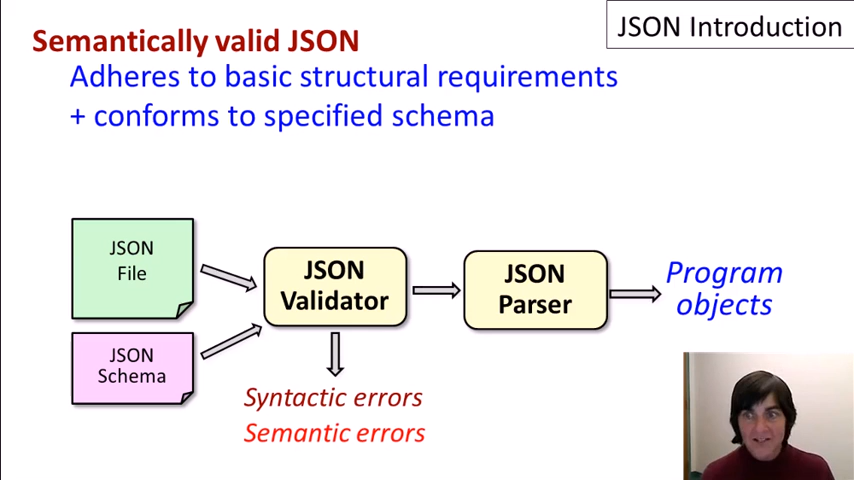 JSON Introduction
Semantically valid JSON
Adheres to basic structural requirements
+ conforms to specified schema
JSON
File
JSON
Schema
JSON
Validator
JSON
Parser
Program
objects
Syntactic errors
Semantic errors